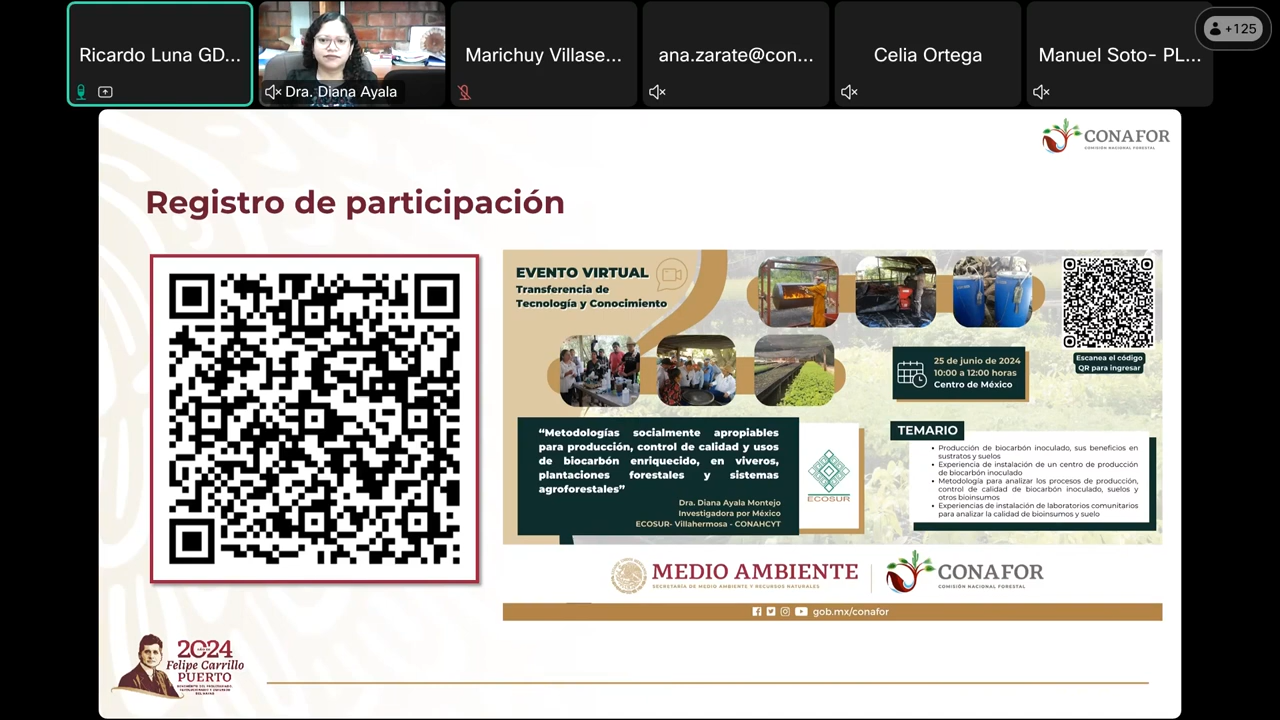 Ricardo Luna GD...
Dra. Diana Ayala
Marichuy Villase...
ana.zarate@con...
Celia Ortega
Manuel Soto- PL...
+125
CONAFOR
COMISIÓN NACIONAL FORESTAL
Registro de participación
EVENTO VIRTUAL
Transferencia de
Tecnología y Conocimiento
Escanea el código
QR para ingresar
25 de junio de 2024
10:00 a 12:00 horas
Centro de México
“Metodologías socialmente apropiables
para producción, control de calidad y usos
de biocarbón enriquecido, en viveros,
plantaciones forestales y sistemas
agroforestales”
Dra. Diana Ayala Montejo
Investigadora por México
ECOSUR- Villahermosa - CONAHCYT
ECOSUR
TEMARIO
• Producción de biocarbón inoculado, sus beneficios en
sustratos y suelos
• Experiencia de instalación de un centro de producción
de biocarbón inoculado
• Metodología para analizar los procesos de producción,
control de calidad de biocarbón inoculado, suelos y
otros bioinsumos
• Experiencias de instalación de laboratorios comunitarios
para analizar la calidad de bioinsumos y suelo
MEDIO AMBIENTE
SECRETARÍA DE MEDIO AMBIENTE Y RECURSOS NATURALES
CONAFOR
COMISIÓN NACIONAL FORESTAL
gob.mx/conafor
2024
AÑO DE
Felipe Carrillo
PUERTO